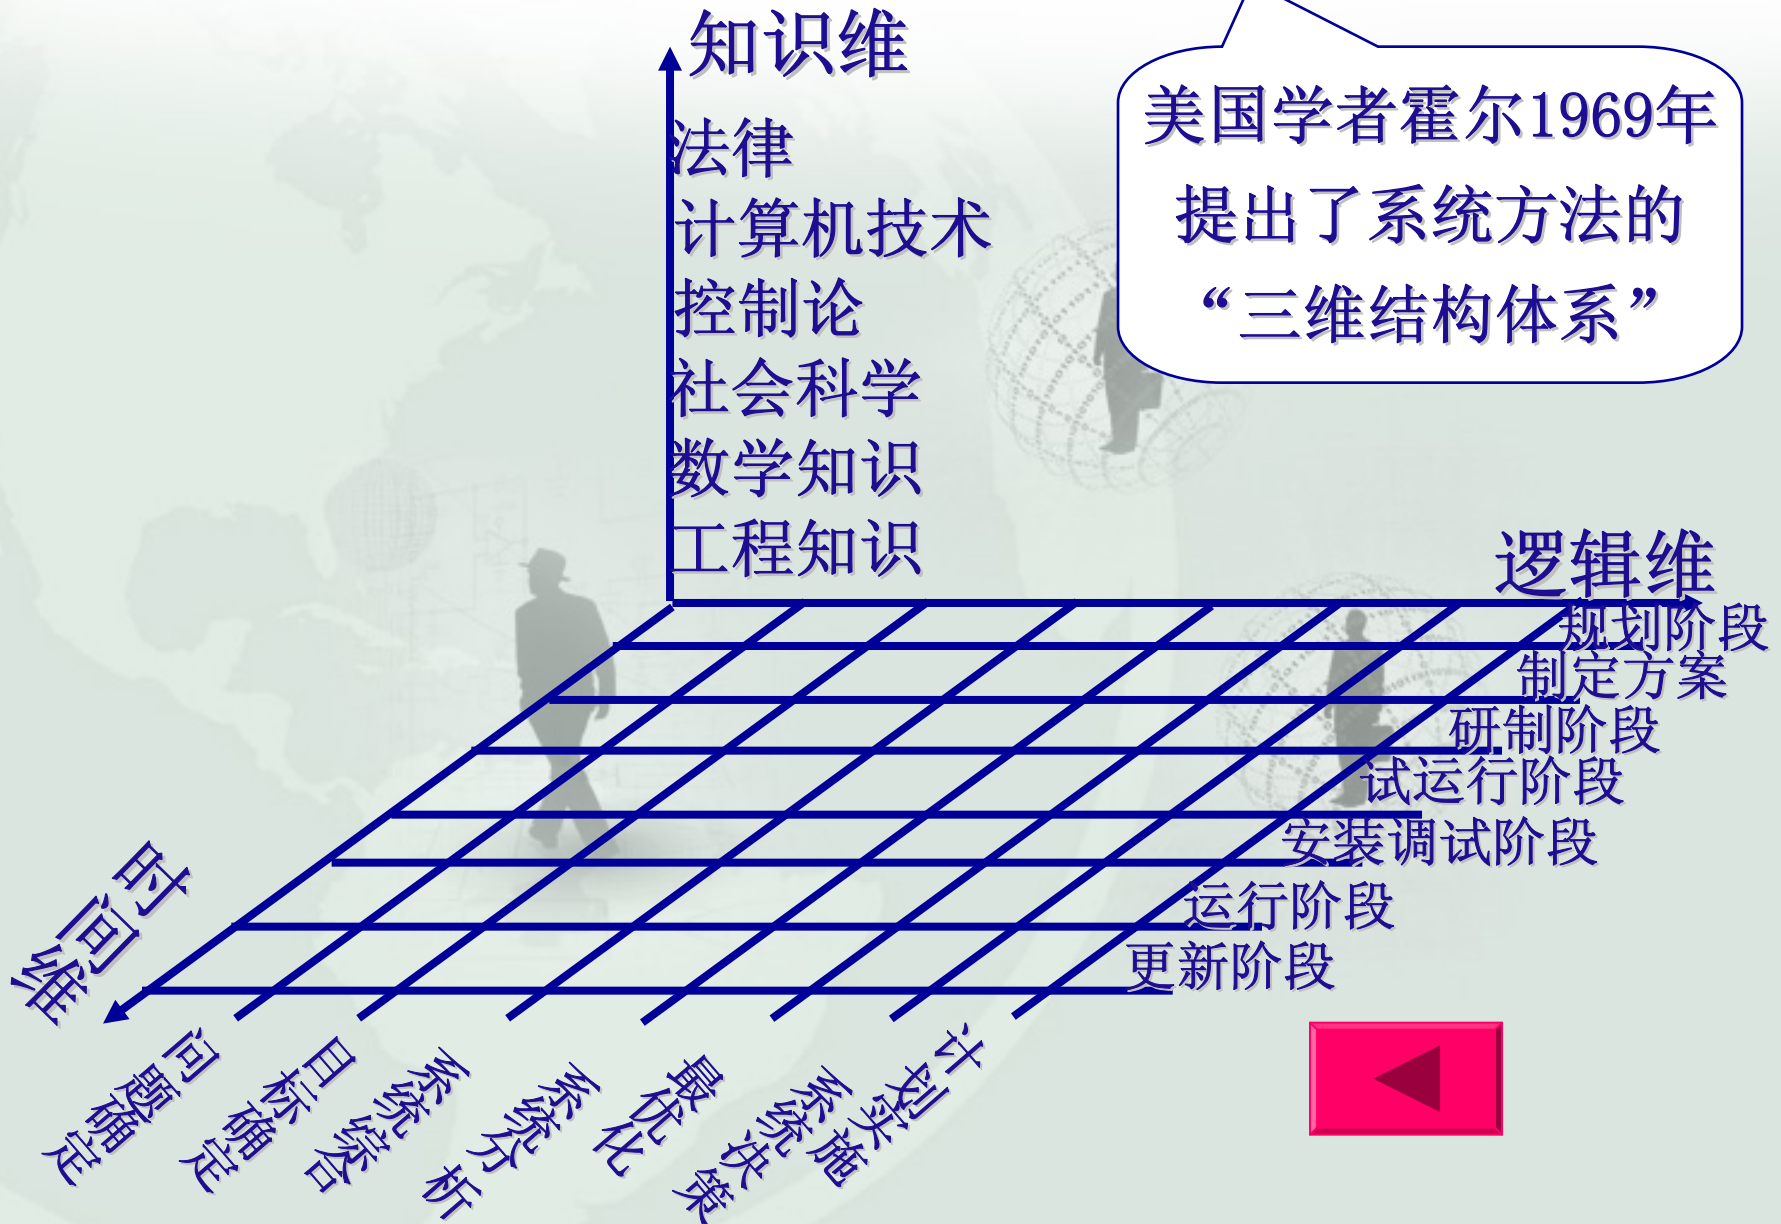 知识维
美国学者霍尔1969年
提出了系统方法的
“三维结构体系”
法律
计算机技术
控制论
社会科学
数学知识
工程知识
逻辑维
规划阶段
制定方案
研制阶段
试运行阶段
安装调试阶段
运行阶段
更新阶段
时间维
问题确定
目标确定
系统综合
系统分析
最优化
系统决策
计划实施